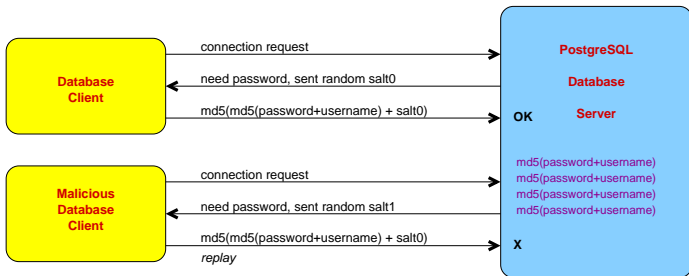 connection request
PostgreSQL
Database
Client
need password, sent random salt0
Database
md5(md5(password+username) + salt0)
OK
Server
Malicious
Database
Client
connection request
md5(password+username)
md5(password+username)
md5(password+username)
md5(password+username)
need password, sent random salt1
md5(md5(password+username) + salt0)
X
replay